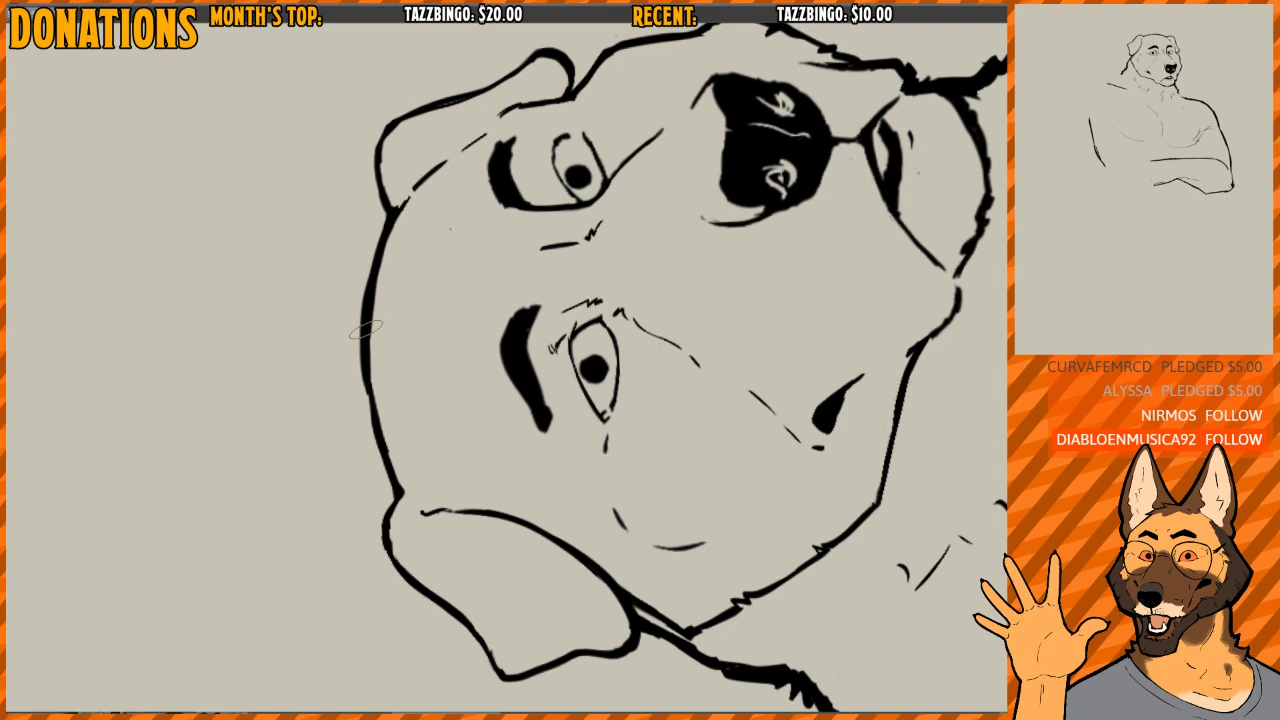 DONATIONS MONTH'S TOP: TAZZBINGO: $20.00 RECENT: TAZZBINGO: $10.00
CURVAFEMRCD PLEDGED $5.00
ALYSSA PLEDGED $5.00
NIRMOS FOLLOW
DIABLOENMUSICA92 FOLLOW